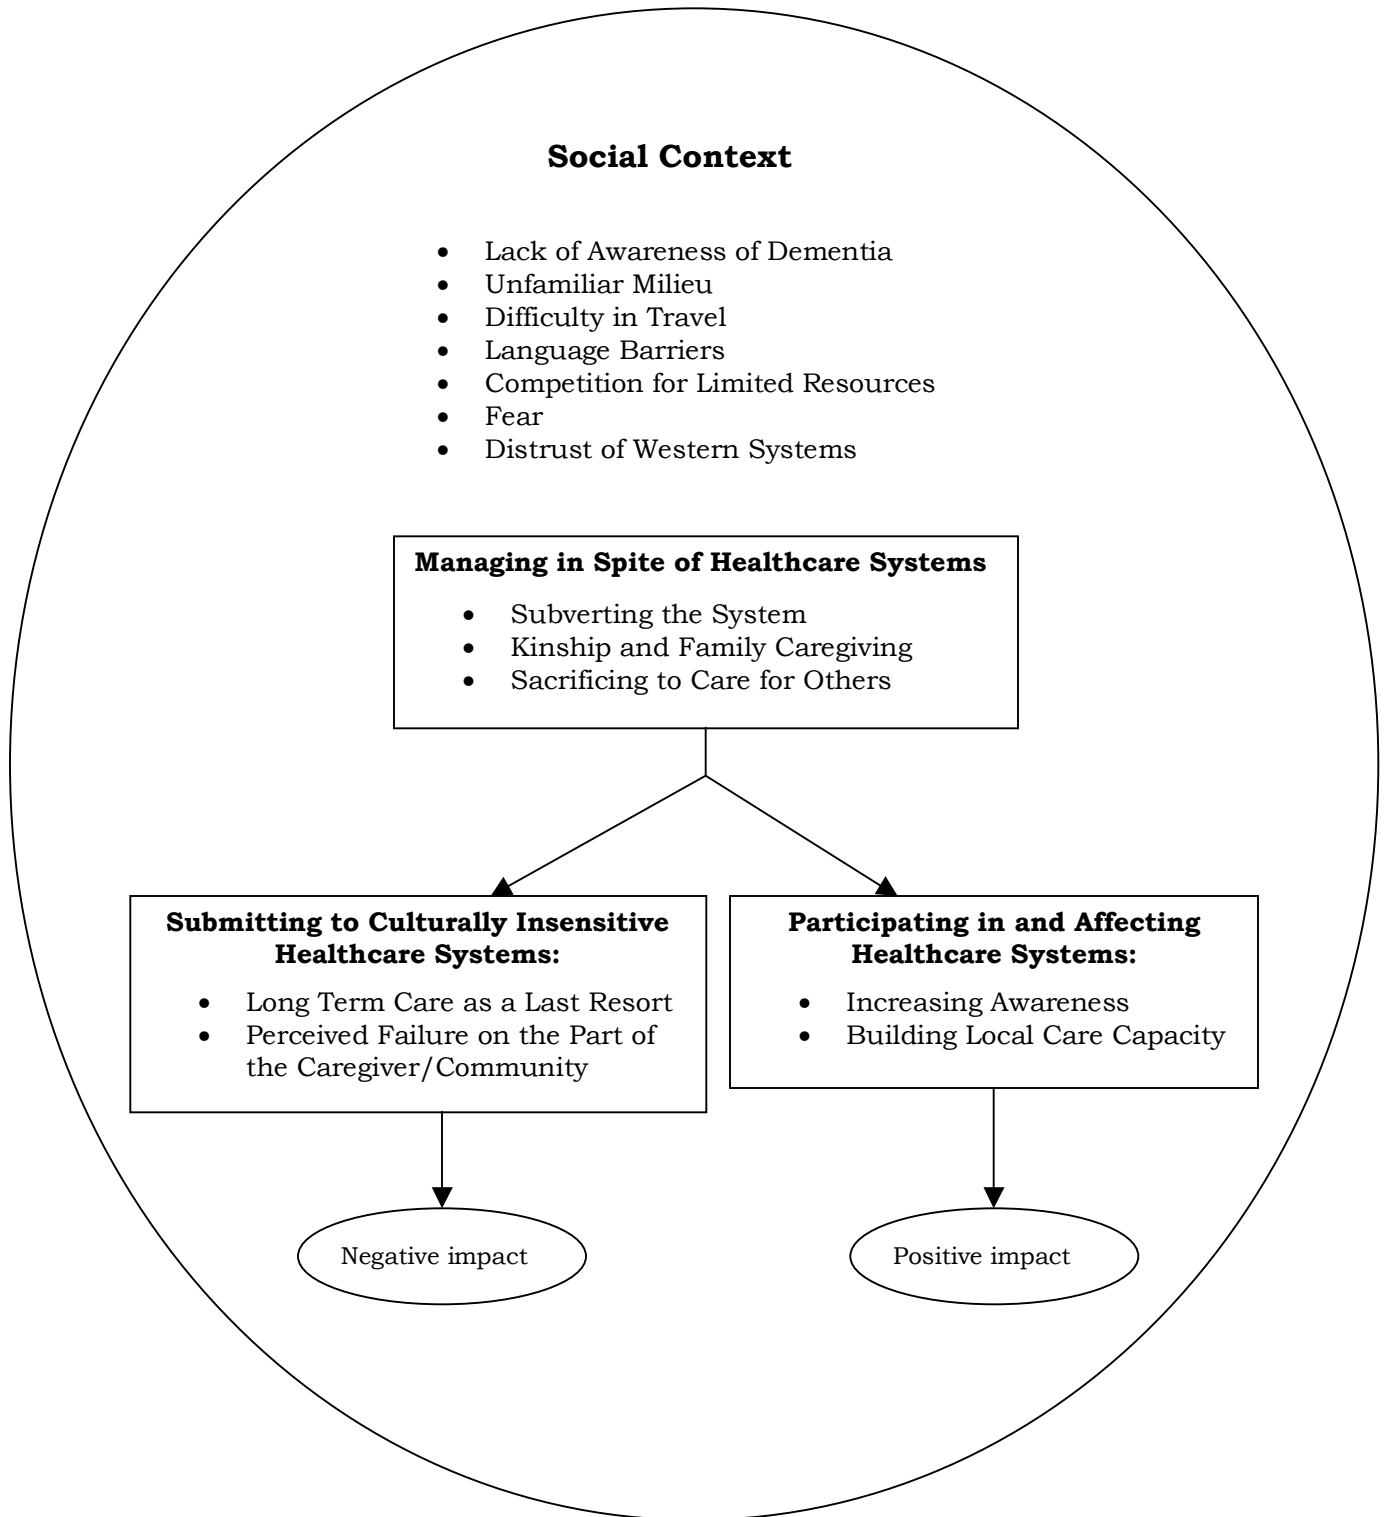 Social Context
• Lack of Awareness of Dementia
• Unfamiliar Milieu
• Difficulty in Travel
• Language Barriers
• Competition for Limited Resources
• Fear
• Distrust of Western Systems
Managing in Spite of Healthcare Systems
• Subverting the System
• Kinship and Family Caregiving
• Sacrificing to Care for Others
Submitting to Culturally Insensitive
Healthcare Systems:
• Long Term Care as a Last Resort
• Perceived Failure on the Part of
the Caregiver/Community
Participating in and Affecting
Healthcare Systems:
• Increasing Awareness
• Building Local Care Capacity
Negative impact
Positive impact